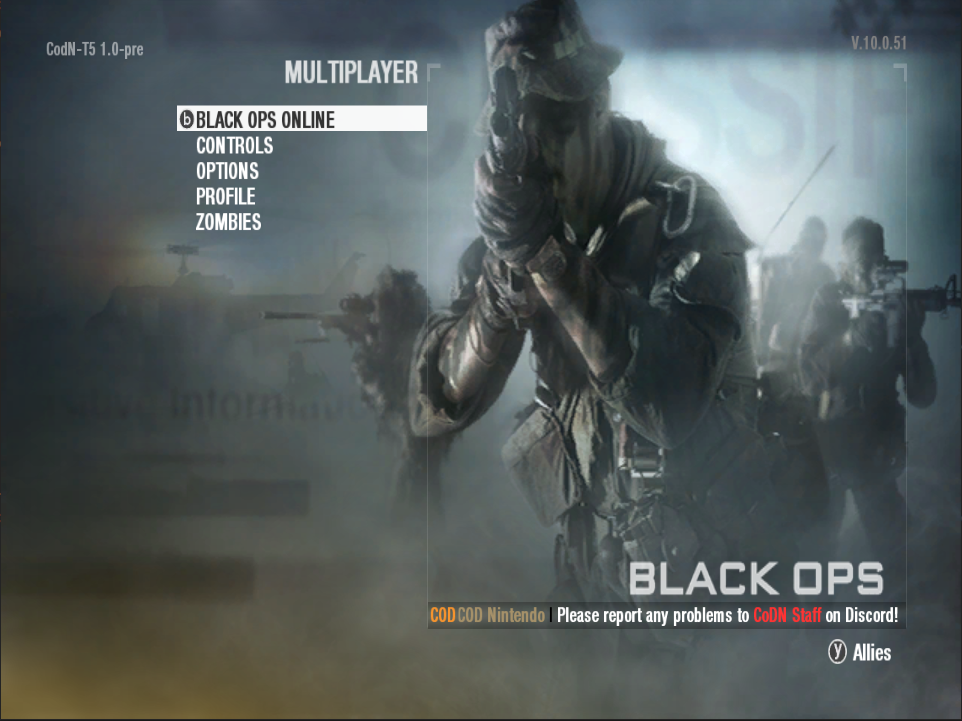 CodN-T5 1.0-pre
V.10.0.51
MULTIPLAYER
b BLACK OPS ONLINE
CONTROLS
OPTIONS
PROFILE
ZOMBIES
BLACK OPS
CODCOD Nintendo | Please report any problems to CoDN Staff on Discord!
y Allies